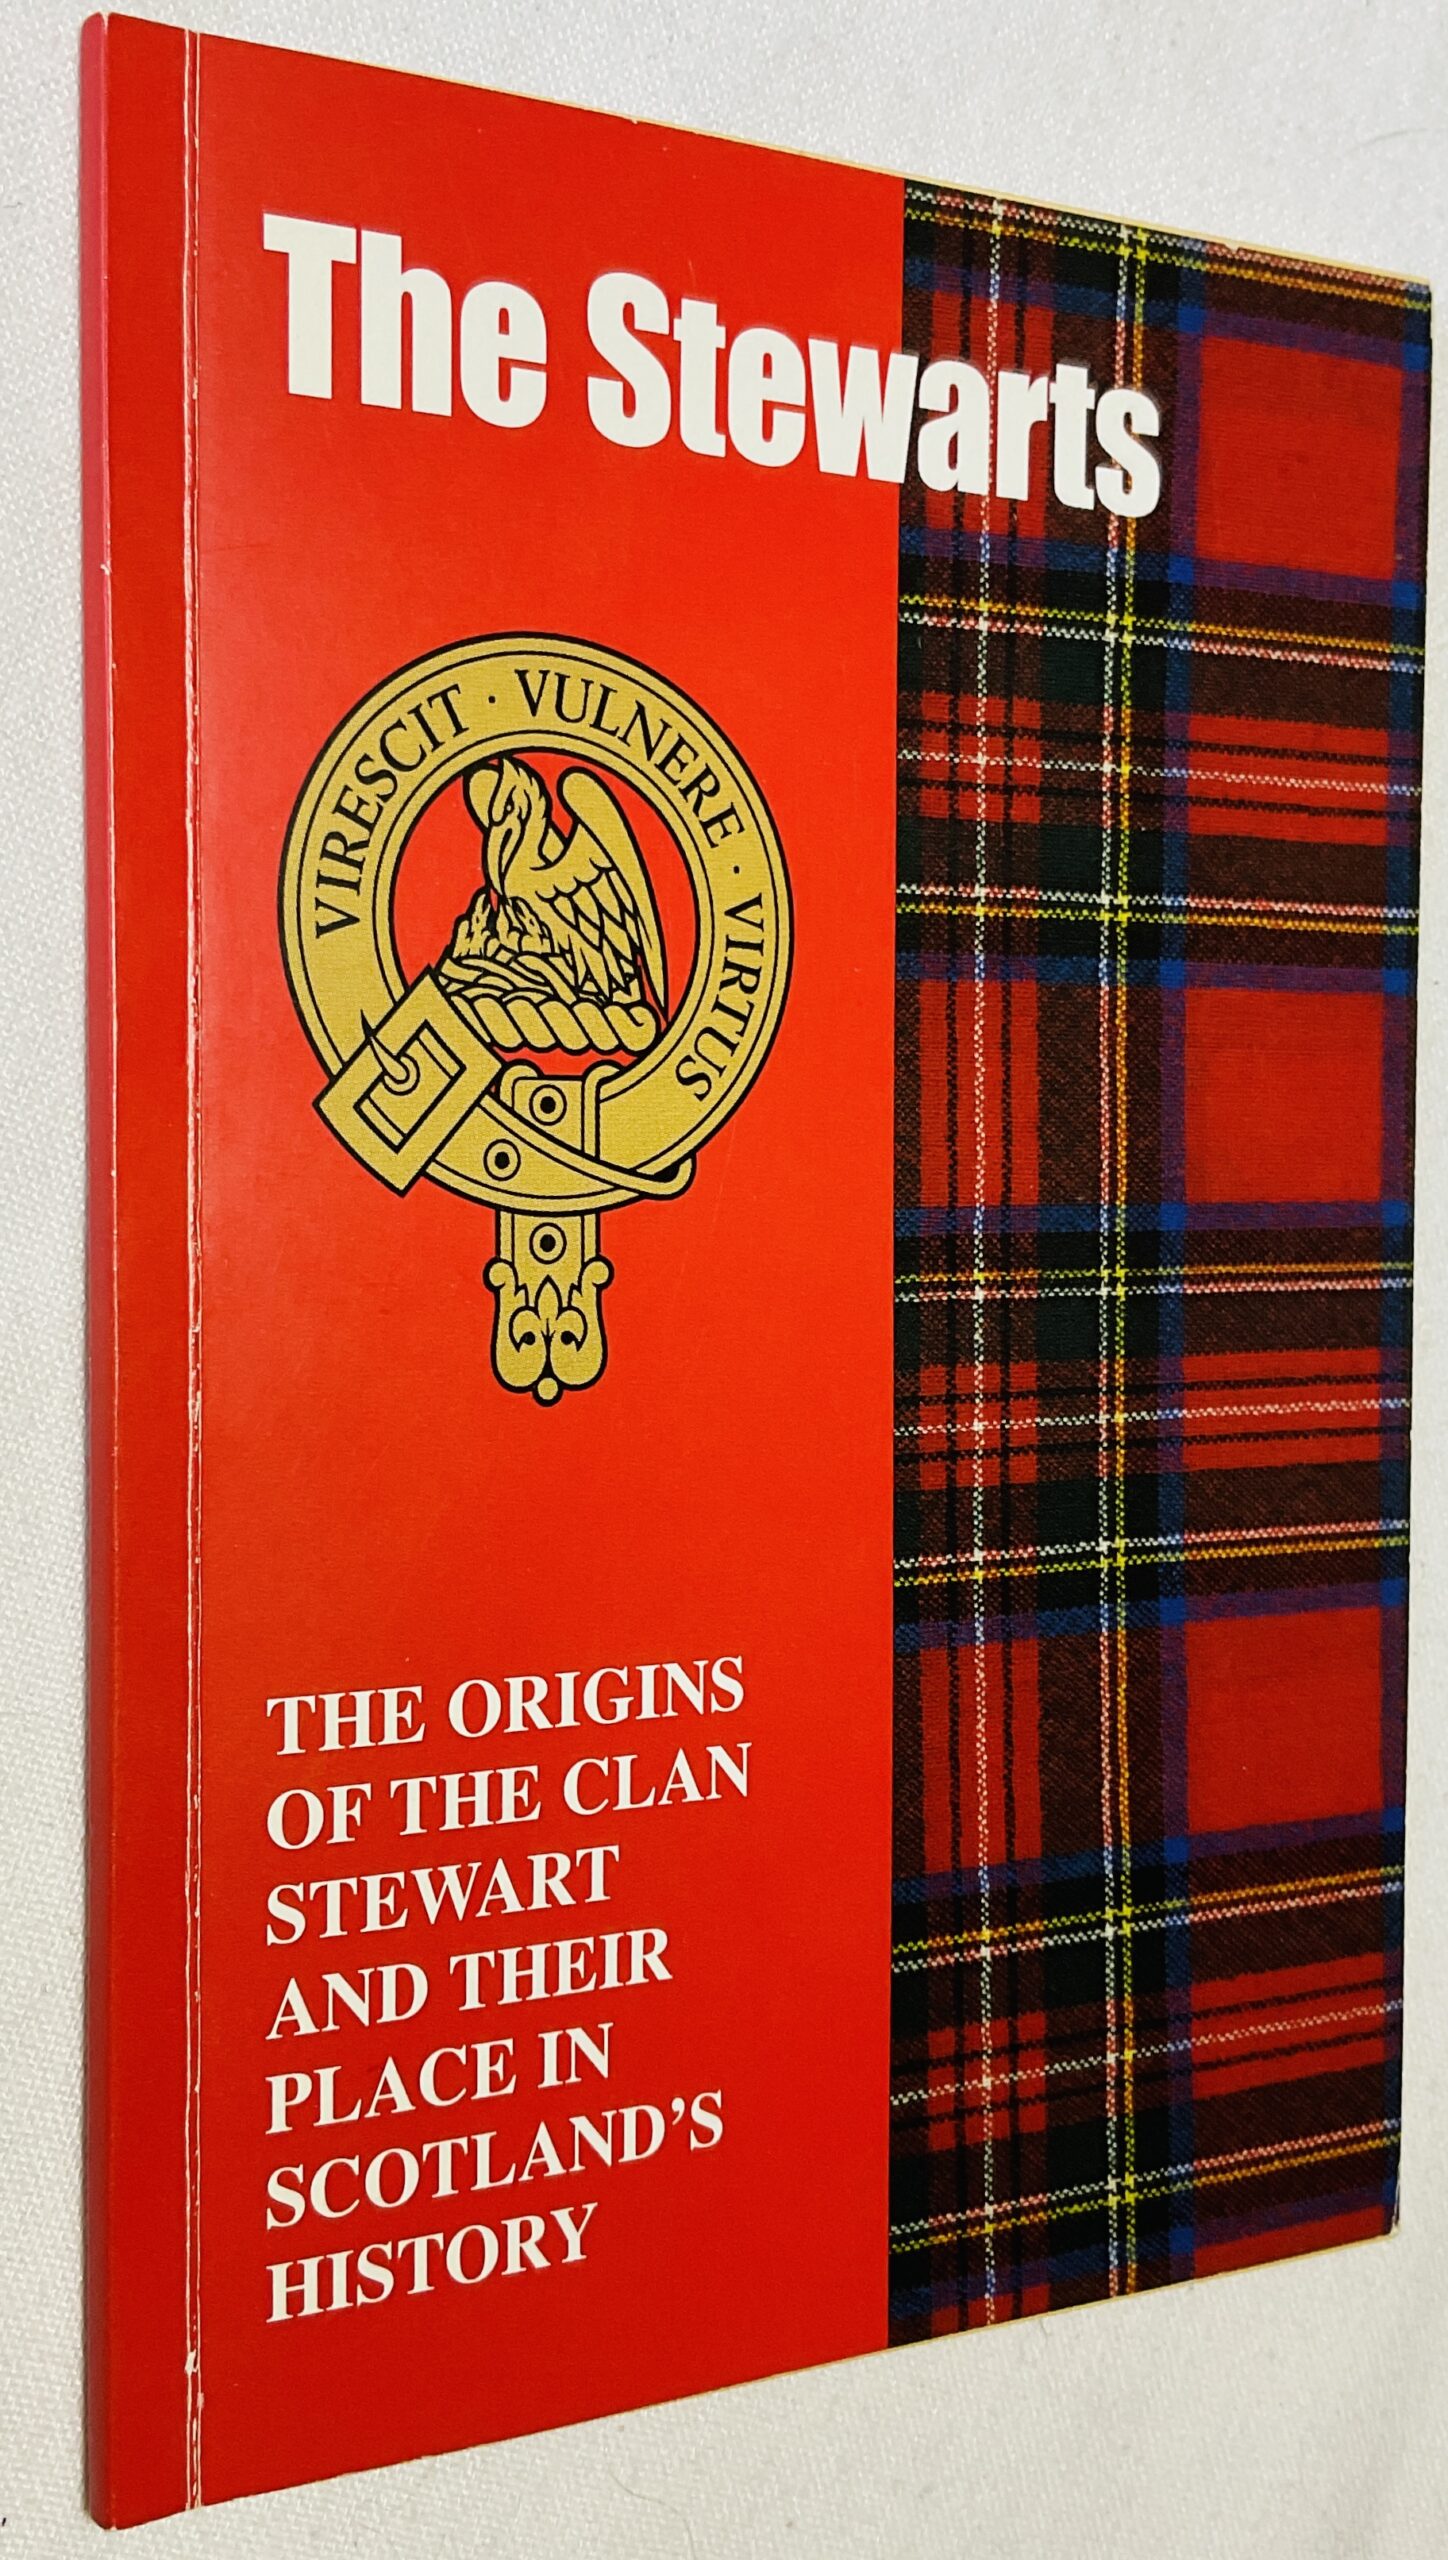 The Stewarts
VIRESCIT · VULNERE · VIRTUS
THE ORIGINS
OF THE CLAN
STEWART
AND THEIR
PLACE IN
SCOTLAND’S
HISTORY